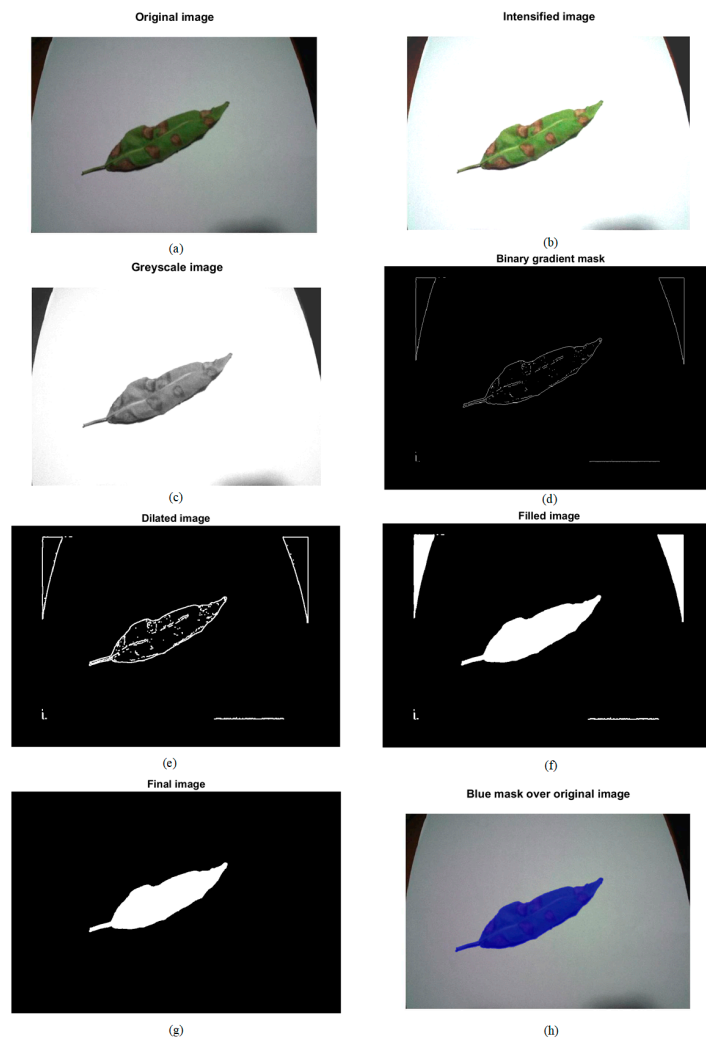 Original image
Intensified image
(a)
(b)
Greyscale image
Binary gradient mask
(c)
(d)
Dilated image
Filled image
(e)
(f)
Final image
Blue mask over original image
(g)
(h)